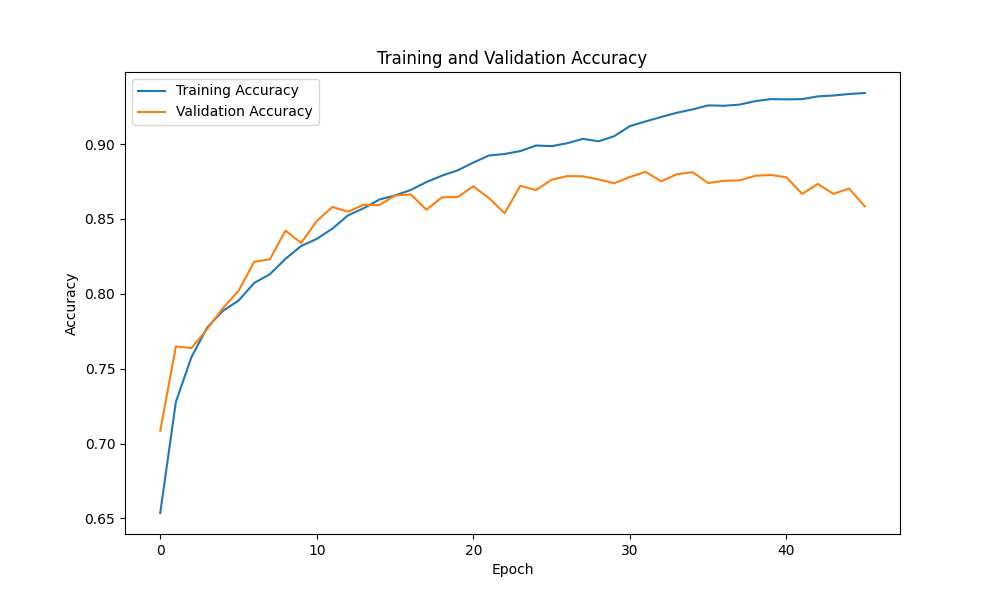 Training and Validation Accuracy
Training Accuracy
Validation Accuracy
Accuracy
0.90
0.85
0.80
0.75
0.70
0.65
0
10
20
30
40
Epoch